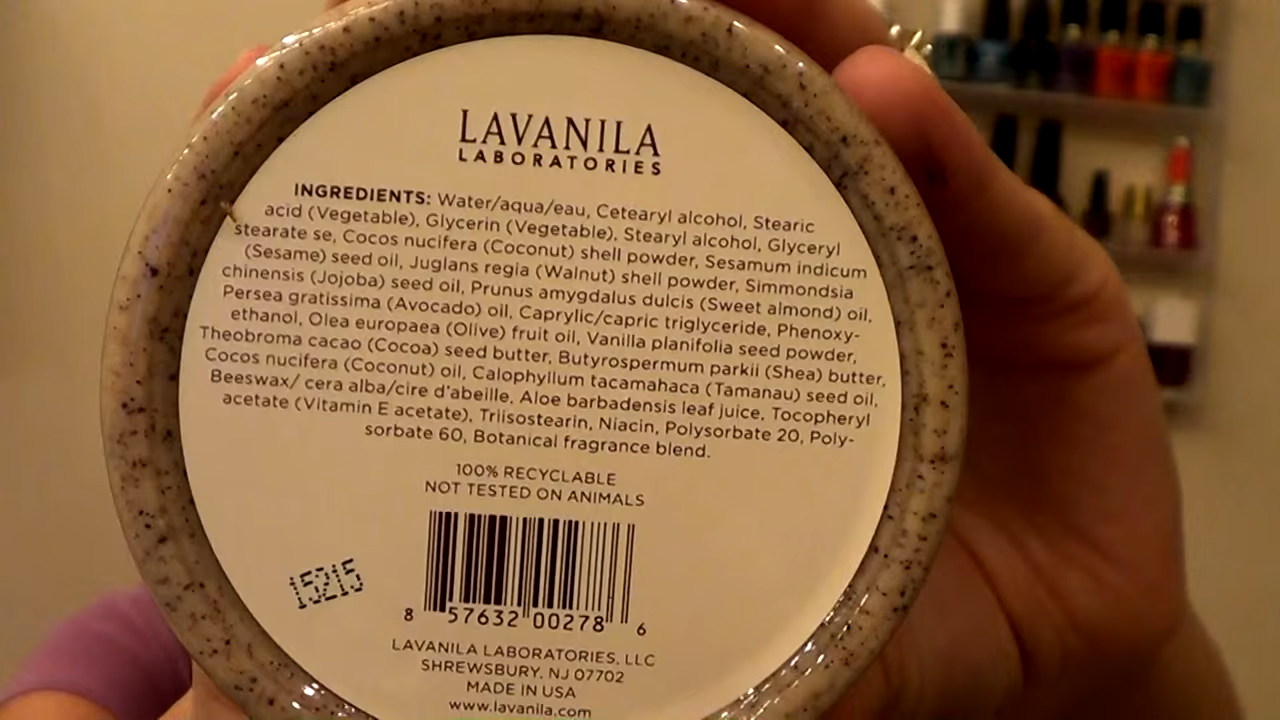 LAVANILA
LABORATORIES
INGREDIENTS: Water/aqua/eau, Cetearyl alcohol, Stearic
acid (Vegetable), Glycerin (Vegetable), Stearyl alcohol, Glyceryl
stearate se, Cocos nucifera (Coconut) shell powder, Sesamum indicum
(Sesame) seed oil, Juglans regia (Walnut) shell powder, Simmondsia
chinensis (Jojoba) seed oil, Prunus amygdalus dulcis (Sweet almond) oil,
Persea gratissima (Avocado) oil, Caprylic/capric triglyceride, Phenoxy-
ethanol, Olea europaea (Olive) fruit oil, Vanilla planifolia seed powder,
Theobroma cacao (Cocoa) seed butter, Butyrospermum parkii (Shea) butter,
Cocos nucifera (Coconut) oil, Calophyllum tacamahaca (Tamanau) seed oil,
Beeswax/ cera alba/cire d'abeille, Aloe barbadensis leaf juice, Tocopheryl
acetate (Vitamin E acetate), Triisostearin, Niacin, Polysorbate 20, Poly-
sorbate 60, Botanical fragrance blend.
100% RECYCLABLE
NOT TESTED ON ANIMALS
15215
8 57632 00278 6
LAVANILA LABORATORIES, LLC
SHREWSBURY, NJ 07702
MADE IN USA
www.lavanila.com